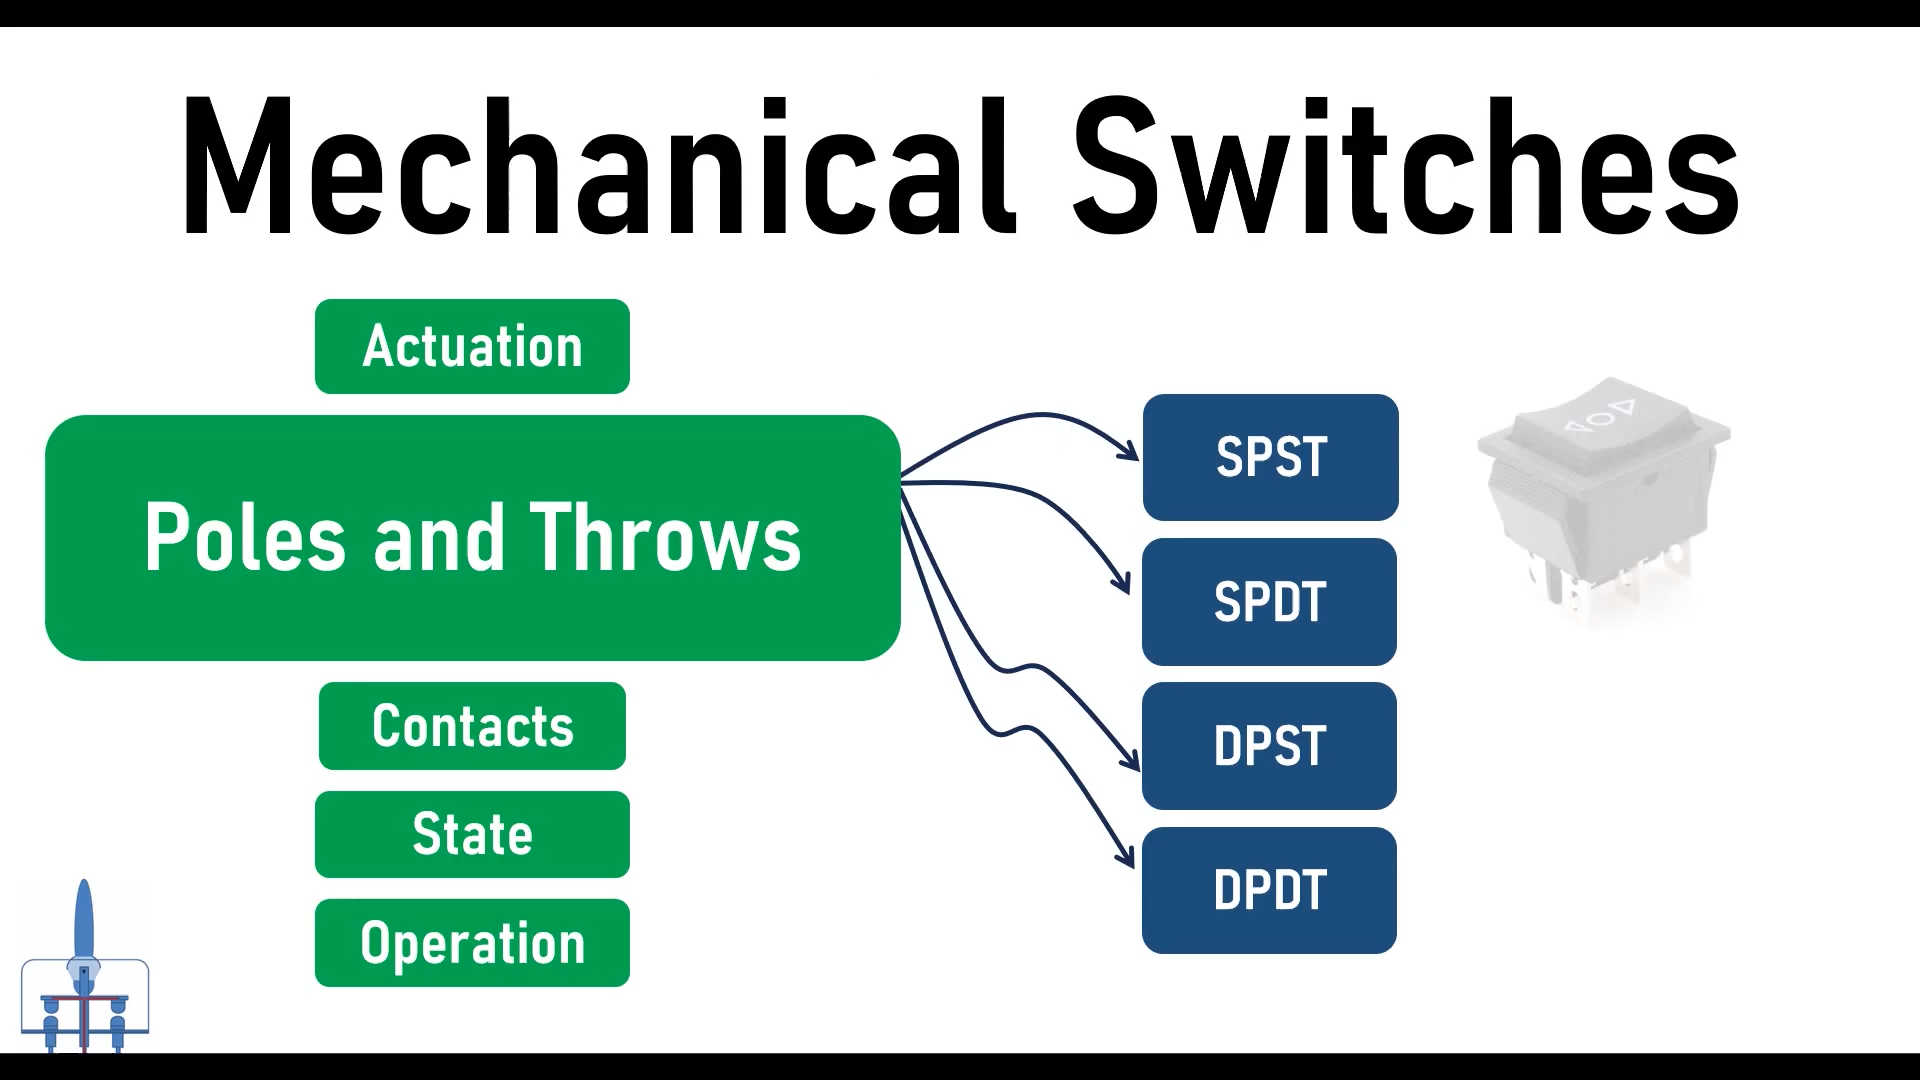 Mechanical Switches
Actuation
Poles and Throws
Contacts
State
Operation
SPST
SPDT
DPST
DPDT